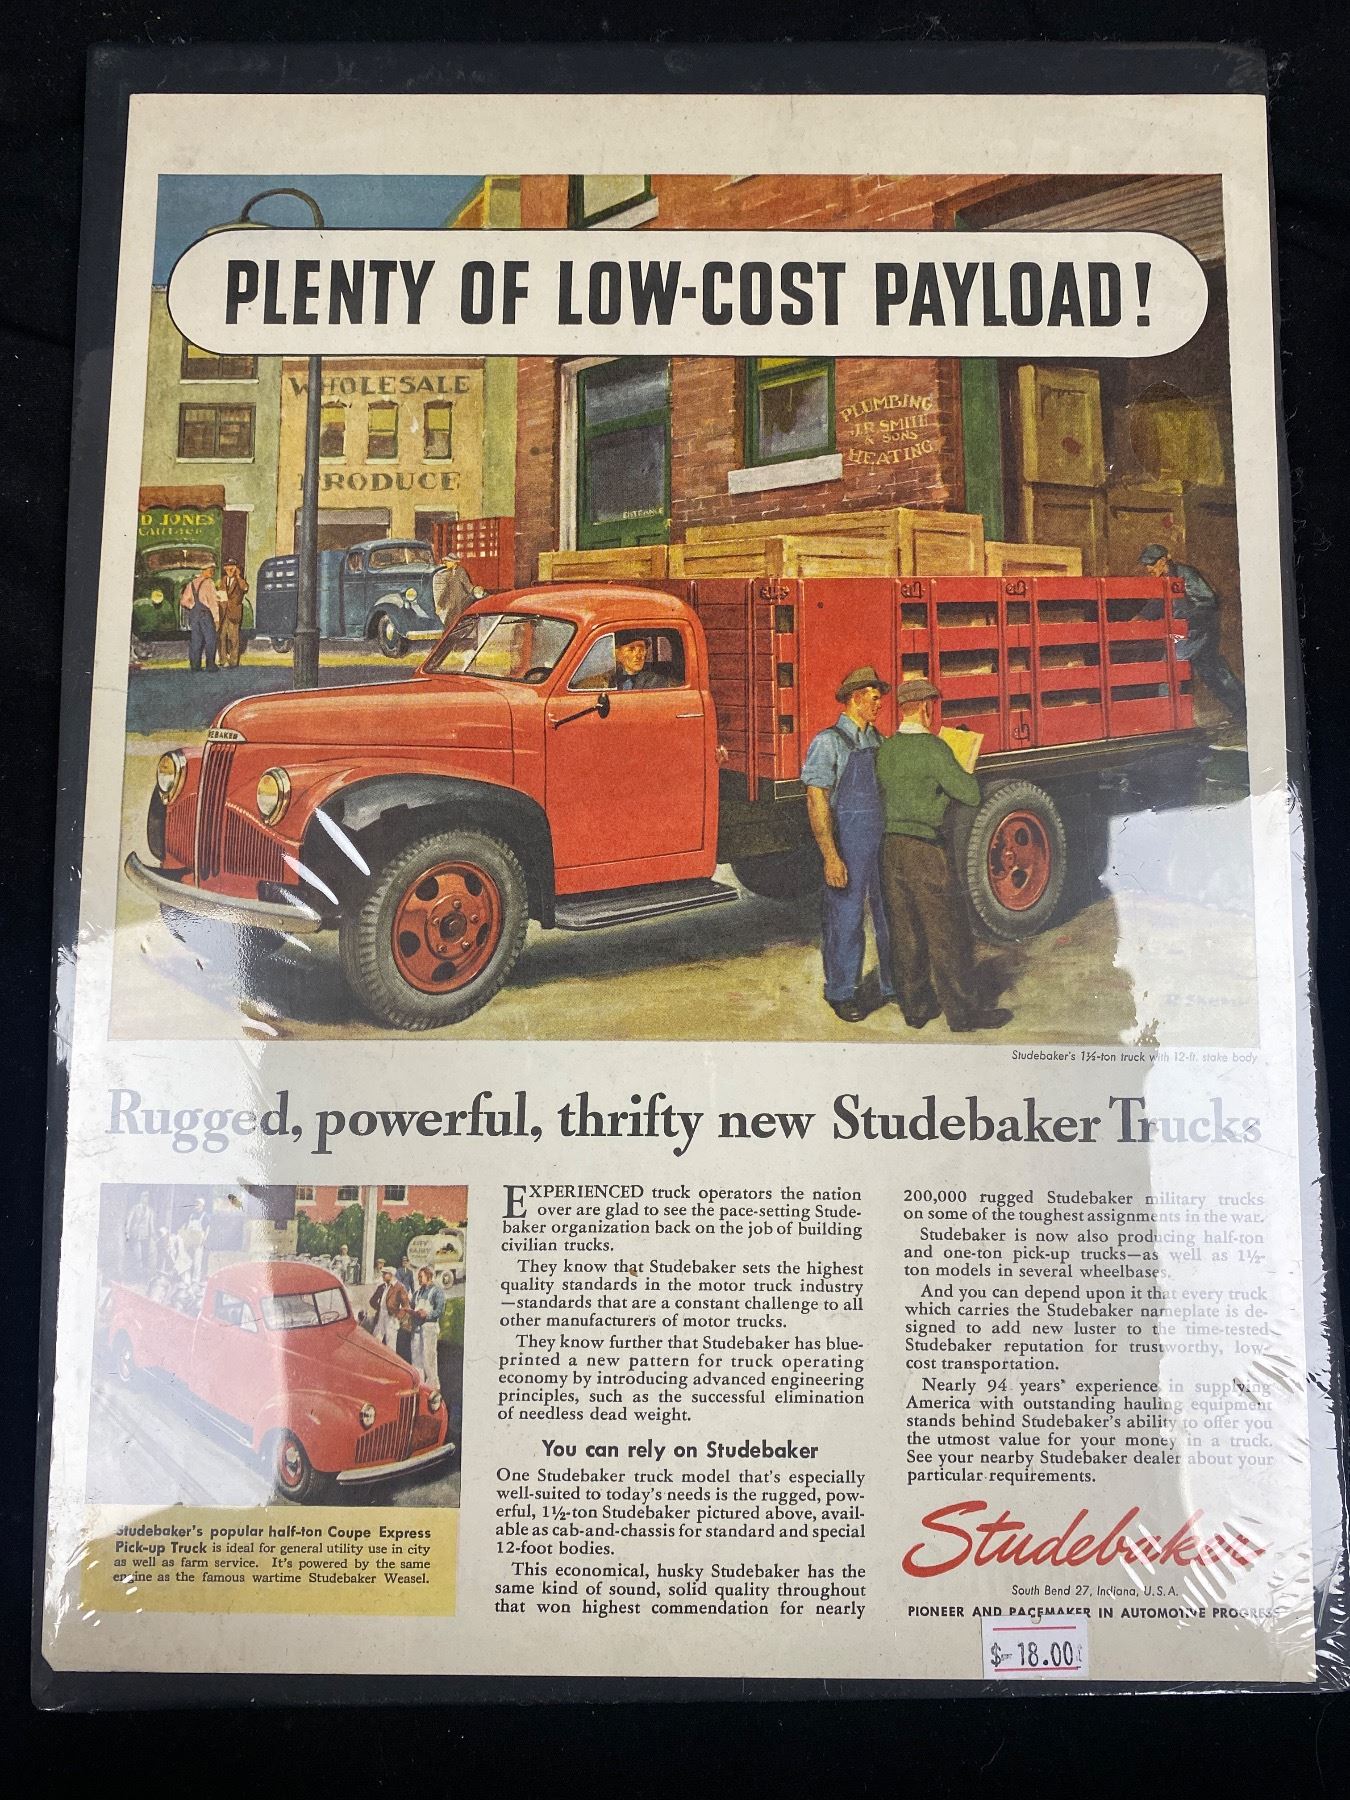 PLENTY OF LOW-COST PAYLOAD!
WHOLESALE
PRODUCE
PLUMBING
J.R. SMITH
& SONS
HEATING
ENTRANCE
D JONES
Studebaker's 1½-ton truck with 12-ft. stake body
Rugged, powerful, thrifty new Studebaker Trucks
EXPERIENCED truck operators the nation
over are glad to see the pace-setting Stude-
baker organization back on the job of building
civilian trucks.
They know that Studebaker sets the highest
quality standards in the motor truck industry
—standards that are a constant challenge to all
other manufacturers of motor trucks.
They know further that Studebaker has blue-
printed a new pattern for truck operating
economy by introducing advanced engineering
principles, such as the successful elimination
of needless dead weight.
You can rely on Studebaker
One Studebaker truck model that's especially
well-suited to today's needs is the rugged, pow-
erful, 1½-ton Studebaker pictured above, avail-
able as cab-and-chassis for standard and special
12-foot bodies.
This economical, husky Studebaker has the
same kind of sound, solid quality throughout
that won highest commendation for nearly
200,000 rugged Studebaker military trucks
on some of the toughest assignments in the war.
Studebaker is now also producing half-ton
and one-ton pick-up trucks—as well as 1½-
ton models in several wheelbases.
And you can depend upon it that every truck
which carries the Studebaker nameplate is de-
signed to add new luster to the time-tested
Studebaker reputation for trustworthy, low-
cost transportation.
Nearly 94 years' experience in supplying
America with outstanding hauling equipment
stands behind Studebaker's ability to offer you
the utmost value for your money in a truck.
See your nearby Studebaker dealer about your
particular requirements.
Studebaker's popular half-ton Coupe Express
Pick-up Truck is ideal for general utility use in city
as well as farm service. It's powered by the same
engine as the famous wartime Studebaker Weasel.
Studebaker
South Bend 27, Indiana, U.S.A.
PIONEER AND PACEMAKER IN AUTOMOTIVE PROGRESS
$-18.00